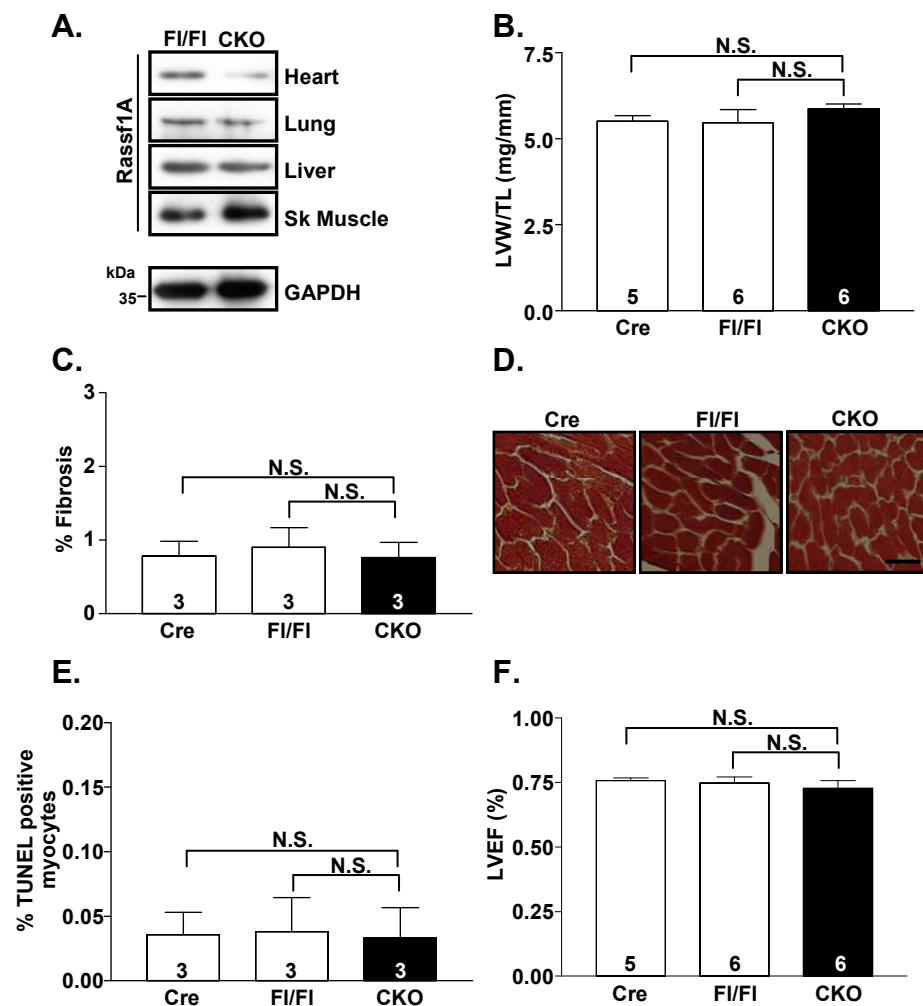 A.
Fl/Fl CKO
Rassf1A
Heart
Lung
Liver
Sk Muscle
kDa
35
GAPDH
B.
LVW/TL (mg/mm)
7.5
5.0
2.5
0.0
N.S.
N.S.
5 6 6
Cre Fl/Fl CKO
C.
% Fibrosis
3
2
1
0
N.S.
N.S.
3 3 3
Cre Fl/Fl CKO
D.
Cre Fl/Fl CKO
E.
% TUNEL positive
myocytes
0.20
0.15
0.10
0.05
0.00
N.S.
N.S.
3 3 3
Cre Fl/Fl CKO
F.
LVEF (%)
1.00
0.75
0.50
0.25
0.00
N.S.
N.S.
5 6 6
Cre Fl/Fl CKO